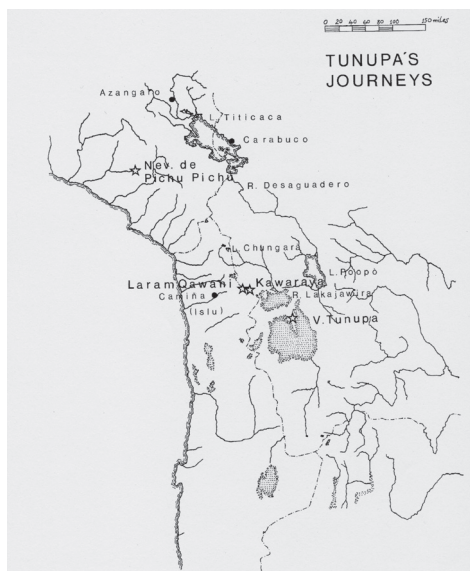 0 20 40 60 80 100 150 miles
TUNUPA'S
JOURNEYS
Azangaro
L. Titicaca
Carabuco
Nev. de
Pichu Pichu
R. Desaguadero
L. Chungara
L. Poopó
Laram Qawani
Kawaraya
R. Lakajawira
Camiña
(Islu)
V. Tunupa